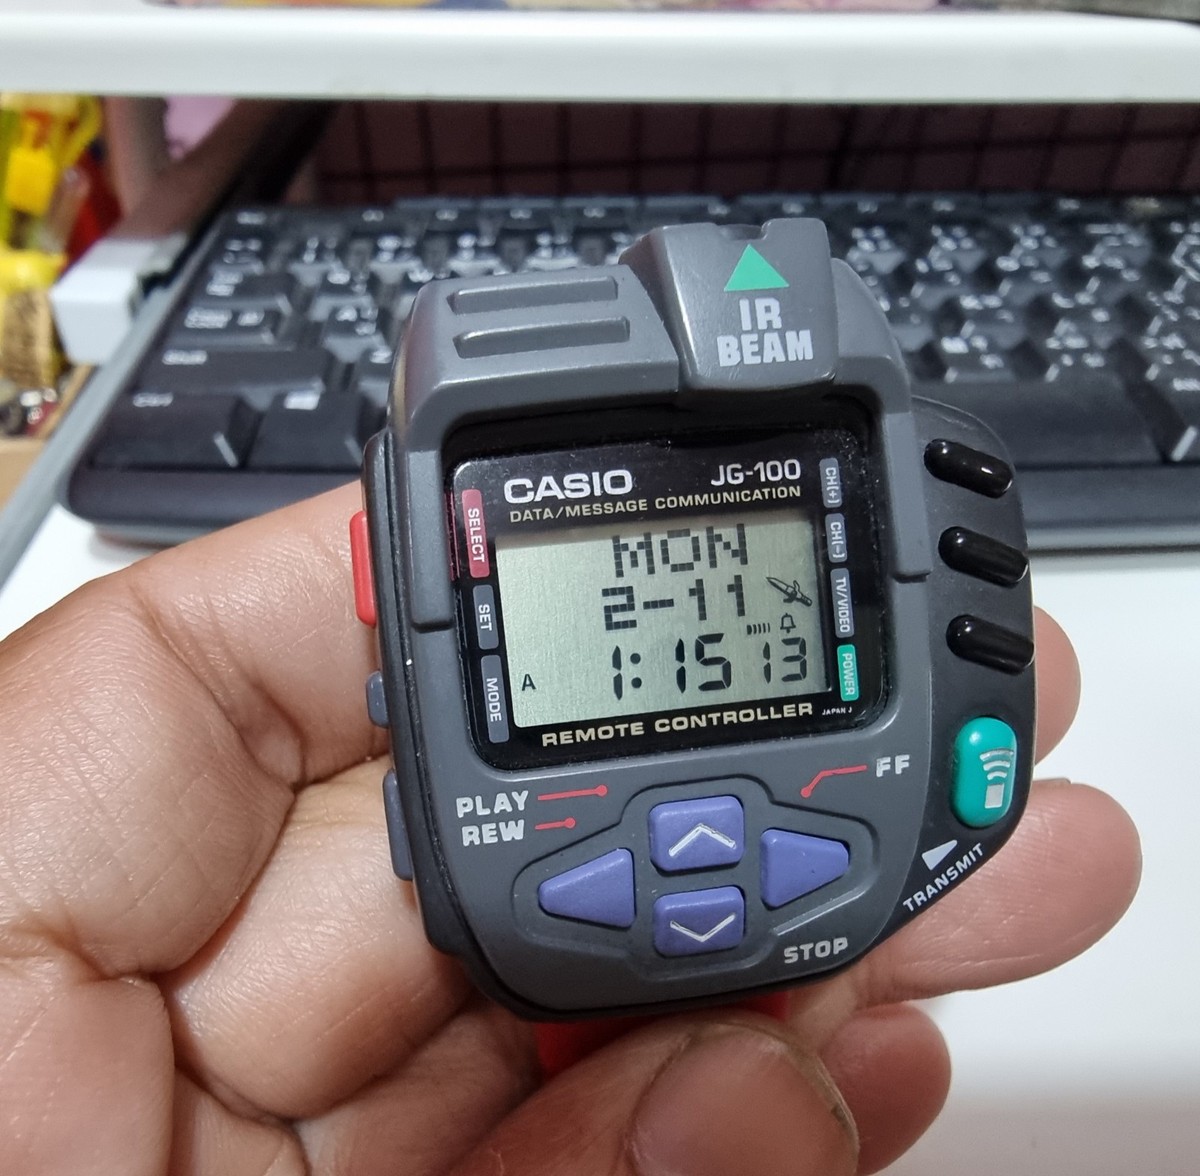 IR
BEAM
CASIO JG-100
DATA/MESSAGE COMMUNICATION
SELECT
SET
MODE
MON
2-11
A 1:15 13
CH(+)
CH(−)
TV/VIDEO
POWER
JAPAN J
REMOTE CONTROLLER
PLAY
REW
FF
STOP
TRANSMIT